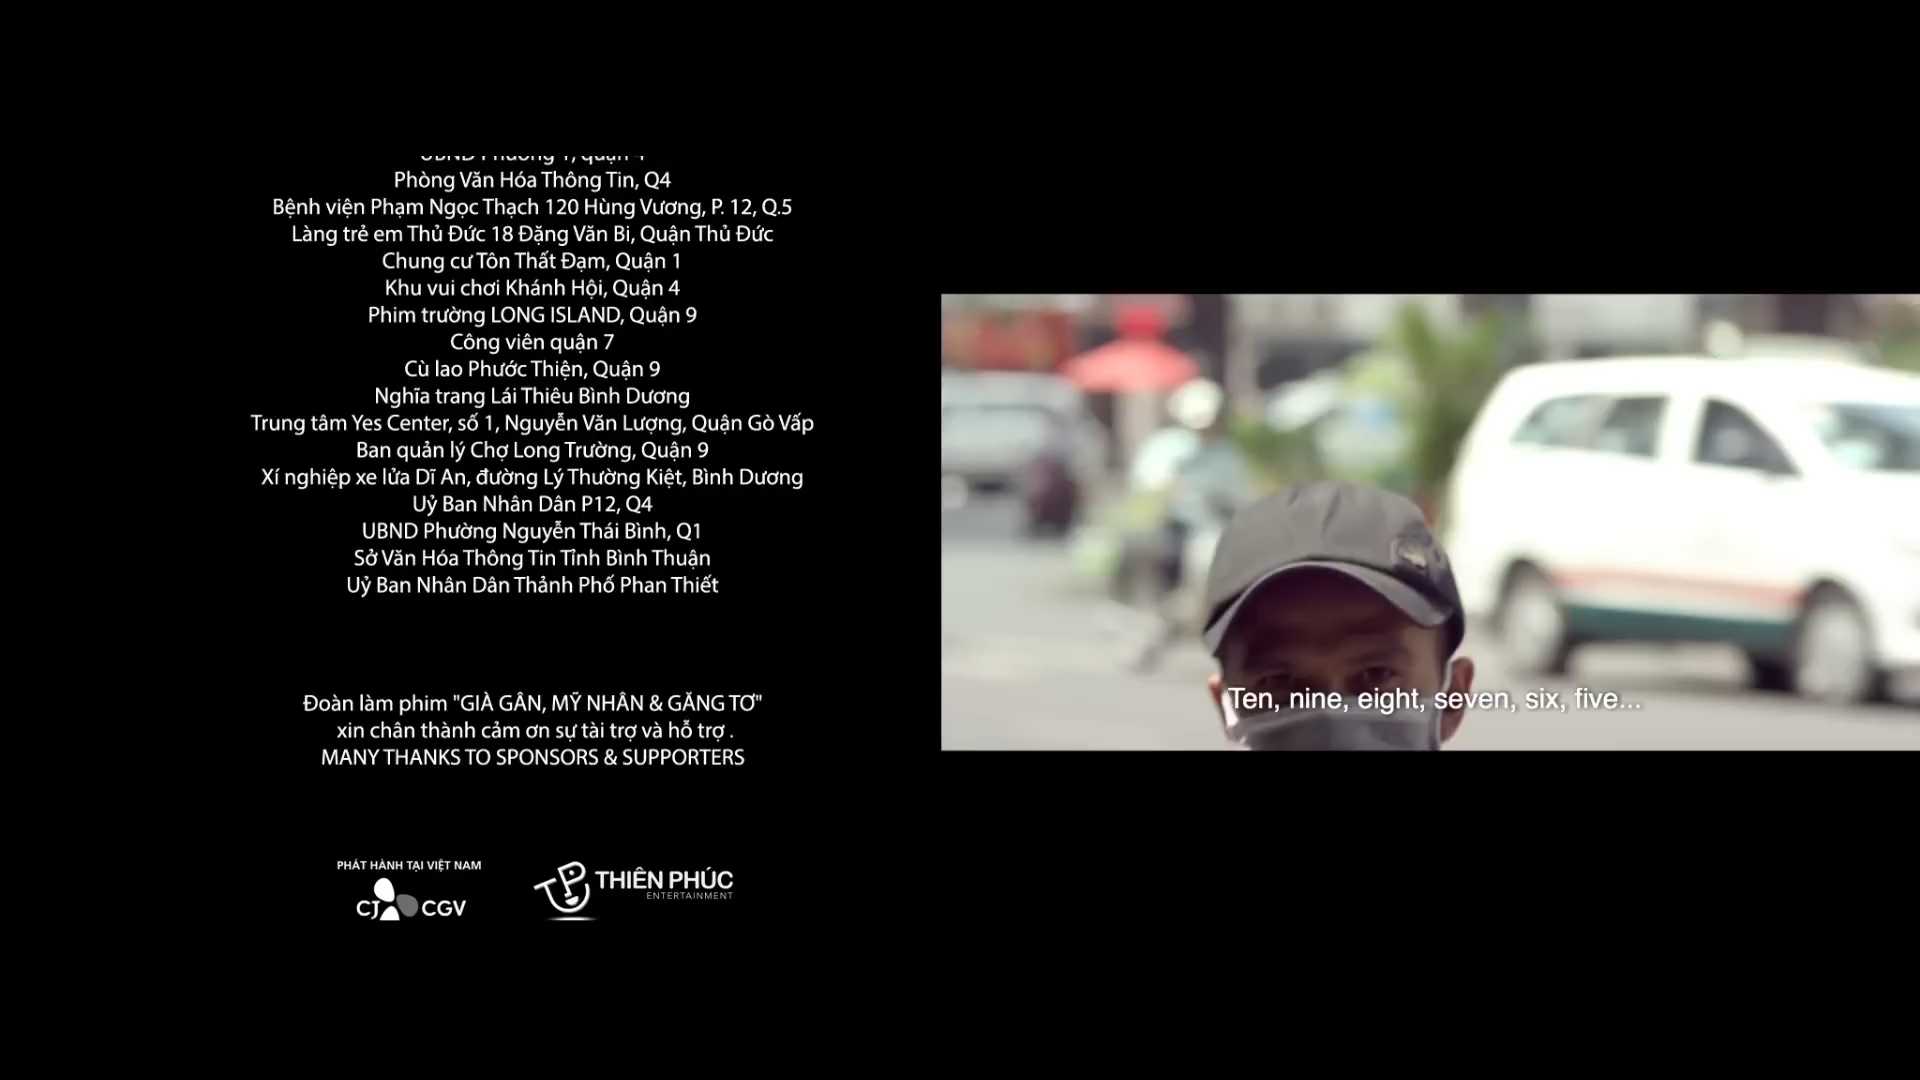 Phòng Văn Hóa Thông Tin, Q4
Bệnh viện Phạm Ngọc Thạch 120 Hùng Vương, P. 12, Q.5
Làng trẻ em Thủ Đức 18 Đặng Văn Bi, Quận Thủ Đức
Chung cư Tôn Thất Đạm, Quận 1
Khu vui chơi Khánh Hội, Quận 4
Phim trường LONG ISLAND, Quận 9
Công viên quận 7
Cù lao Phước Thiện, Quận 9
Nghĩa trang Lái Thiêu Bình Dương
Trung tâm Yes Center, số 1, Nguyễn Văn Lượng, Quận Gò Vấp
Ban quản lý Chợ Long Trường, Quận 9
Xí nghiệp xe lửa Dĩ An, đường Lý Thường Kiệt, Bình Dương
Uỷ Ban Nhân Dân P12, Q4
UBND Phường Nguyễn Thái Bình, Q1
Sở Văn Hóa Thông Tin Tỉnh Bình Thuận
Uỷ Ban Nhân Dân Thảnh Phố Phan Thiết
Đoàn làm phim "GIÀ GÂN, MỸ NHÂN & GĂNG TƠ"
xin chân thành cảm ơn sự tài trợ và hỗ trợ .
MANY THANKS TO SPONSORS & SUPPORTERS
PHÁT HÀNH TẠI VIỆT NAM
CJ CGV
THIÊN PHÚC
ENTERTAINMENT
Ten, nine, eight, seven, six, five...